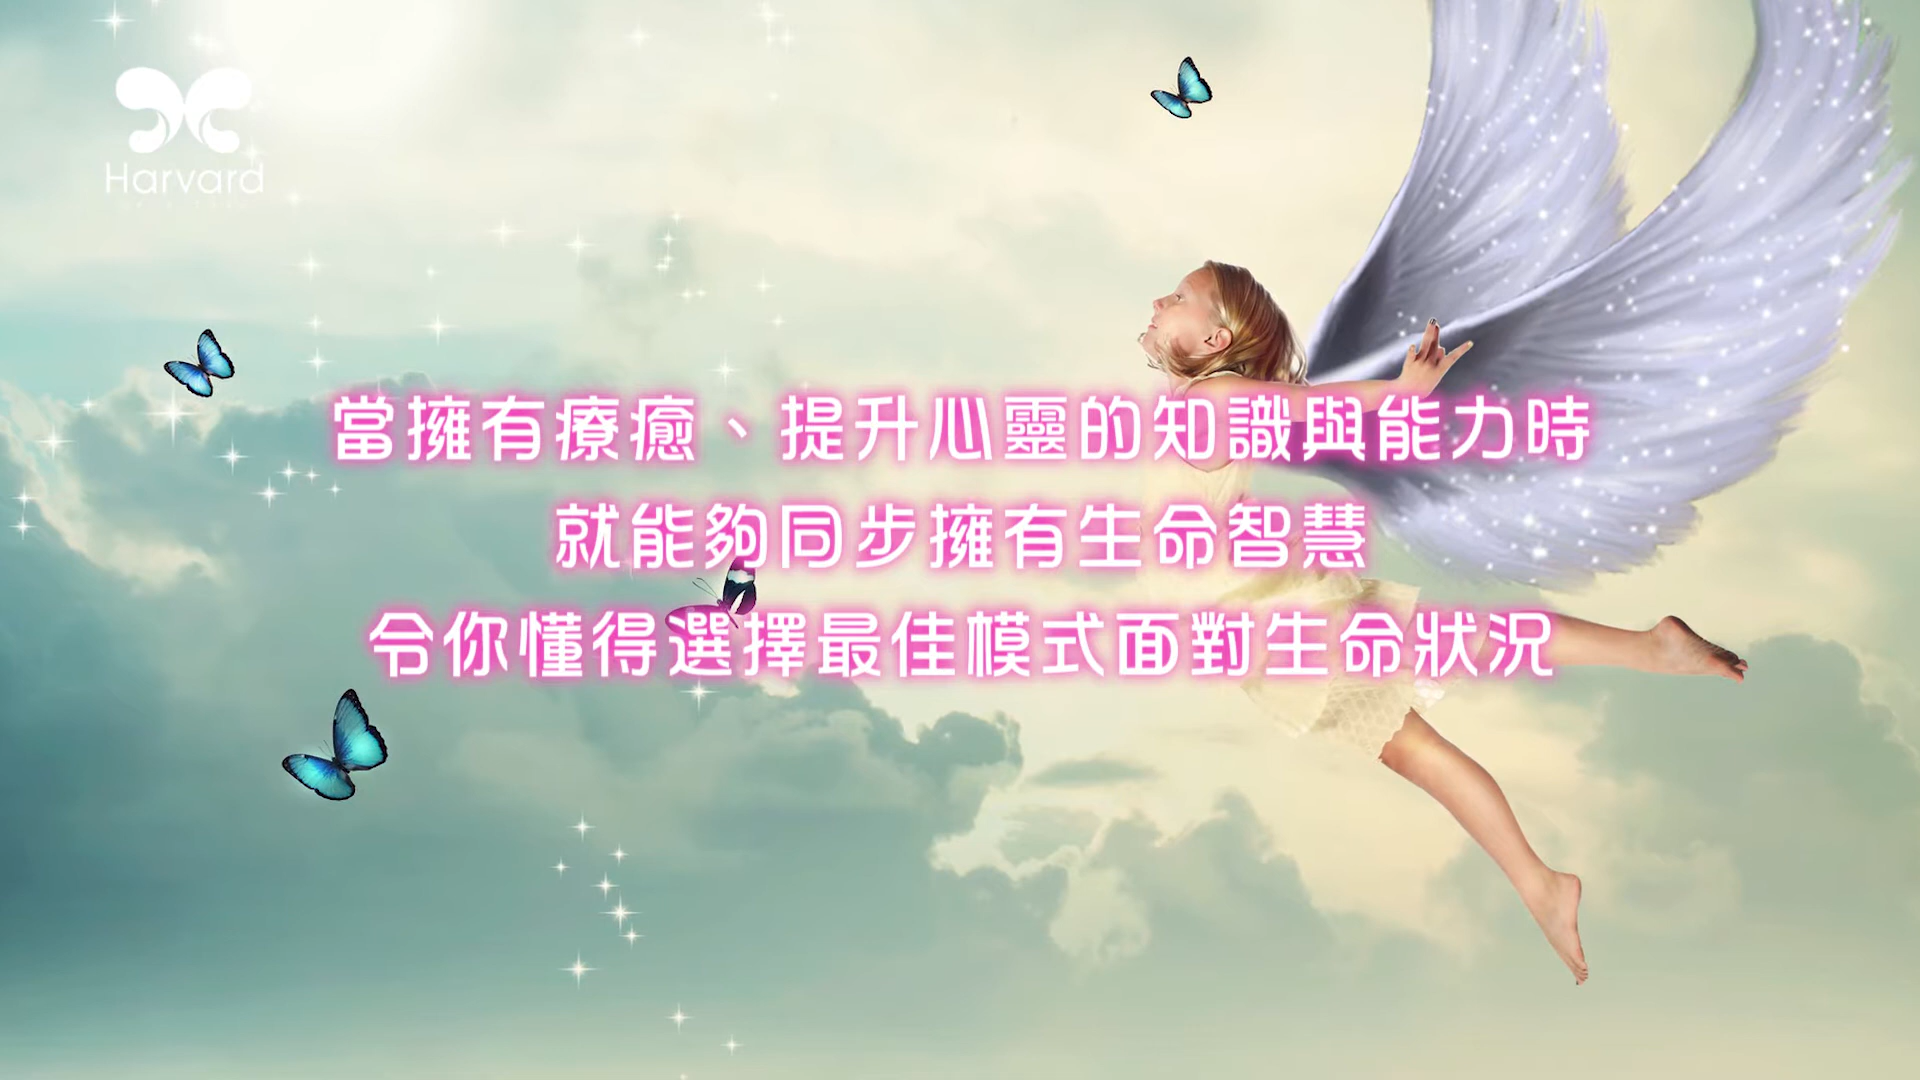 Harvard
當擁有療癒、提升心靈的知識與能力時
就能夠同步擁有生命智慧
令你懂得選擇最佳模式面對生命狀況